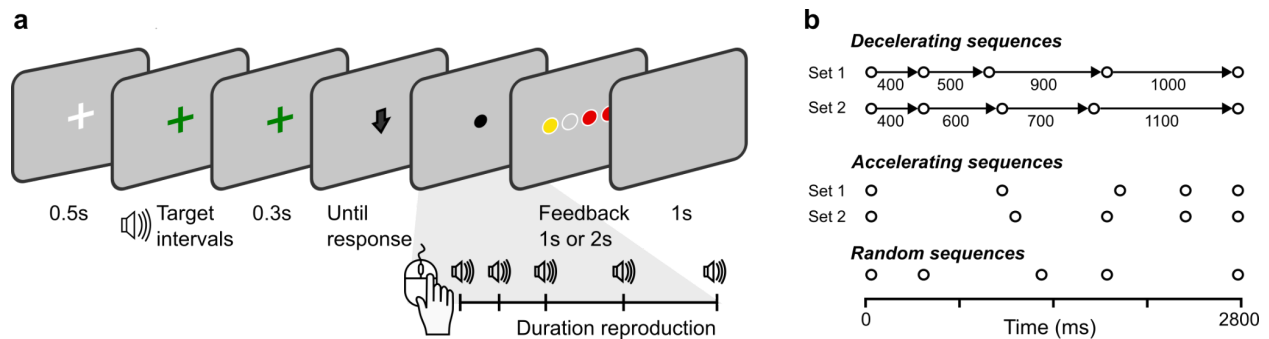 a
0.5s
Target
intervals
0.3s
Until
response
Feedback
1s or 2s
1s
Duration reproduction
b
Decelerating sequences
Set 1
400 500 900 1000
Set 2
400 600 700 1100
Accelerating sequences
Set 1
Set 2
Random sequences
0 Time (ms) 2800